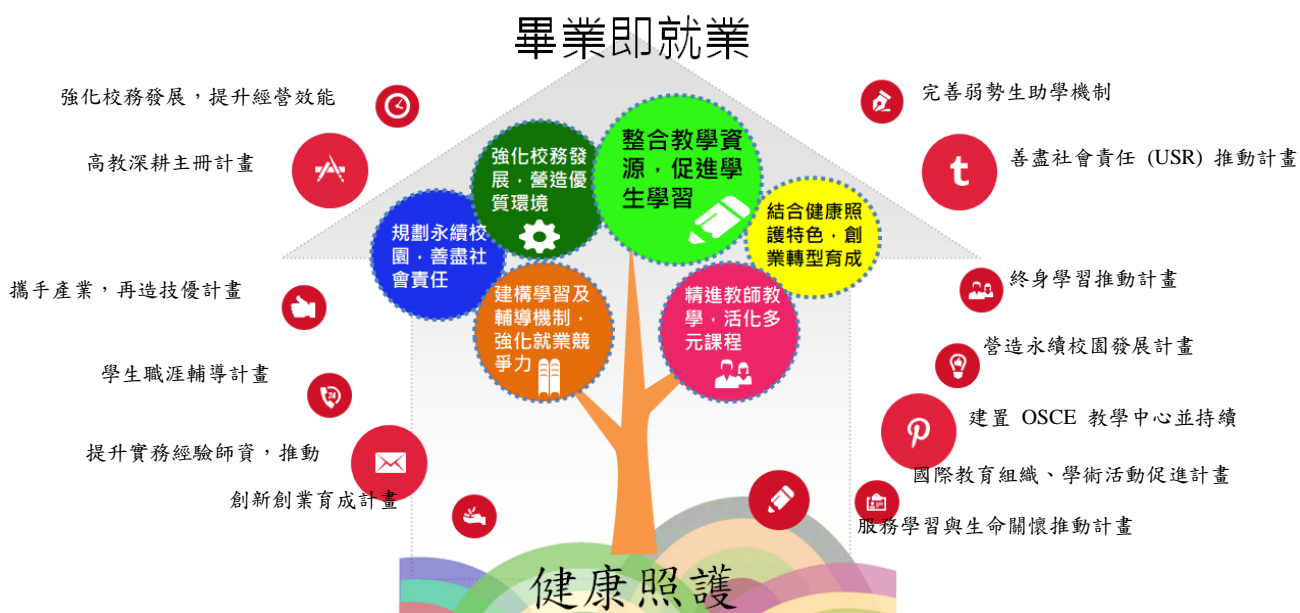 畢業即就業
強化校務發展，提升經營效能
高教深耕主冊計畫
攜手產業，再造技優計畫
學生職涯輔導計畫
提升實務經驗師資，推動
創新創業育成計畫
規劃永續校
園，善盡社
會責任
強化校務發
展，營造優
質環境
整合教學資
源，促進學
生學習
結合健康照
護特色，創
業轉型育成
建構學習及
輔導機制，
強化就業競
爭力
精進教師教
學，活化多
元課程
完善弱勢生助學機制
善盡社會責任 (USR) 推動計畫
終身學習推動計畫
營造永續校園發展計畫
建置 OSCE 教學中心並持續
國際教育組織、學術活動促進計畫
服務學習與生命關懷推動計畫
健康照護